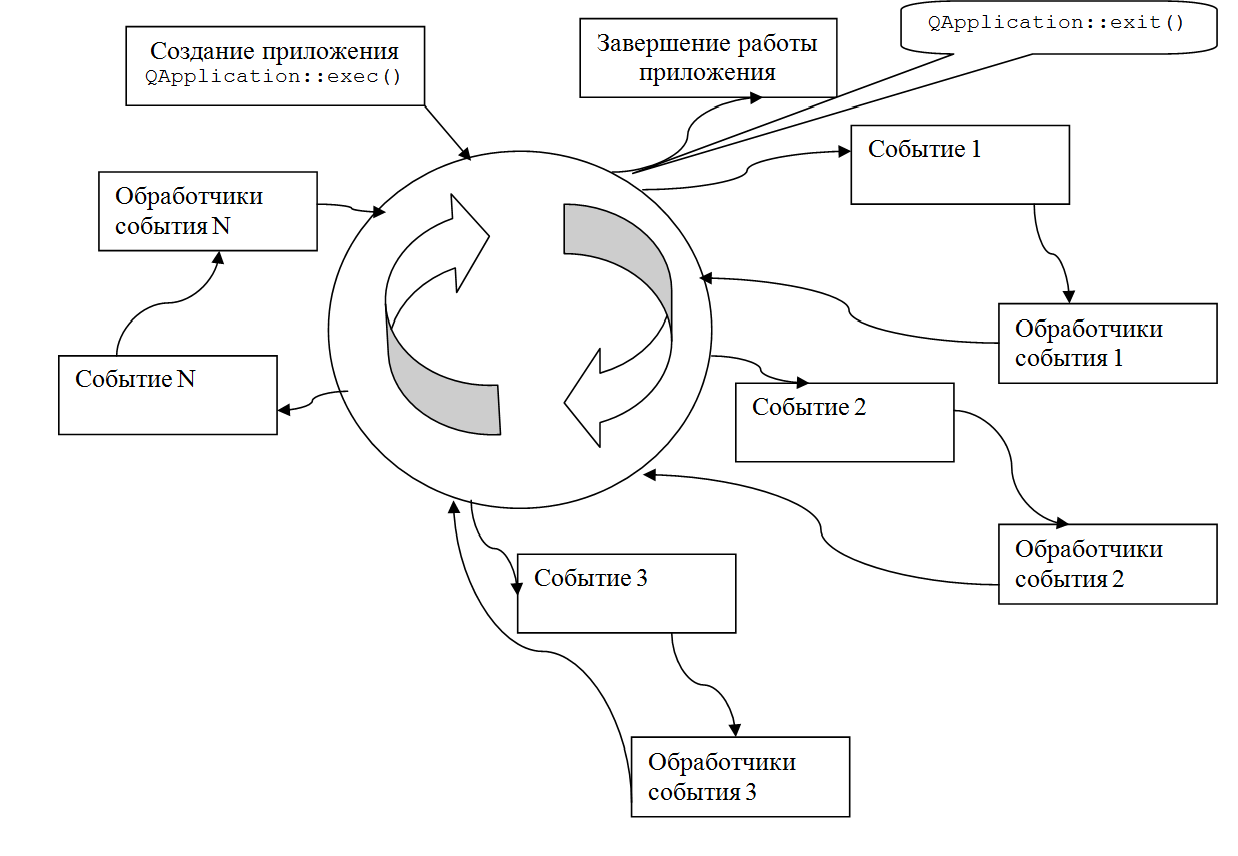 Создание приложения
QApplication::exec()
Завершение работы
приложения
QApplication::exit()
Событие 1
Обработчики
события N
Обработчики
события 1
Событие N
Событие 2
Обработчики
события 2
Событие 3
Обработчики
события 3